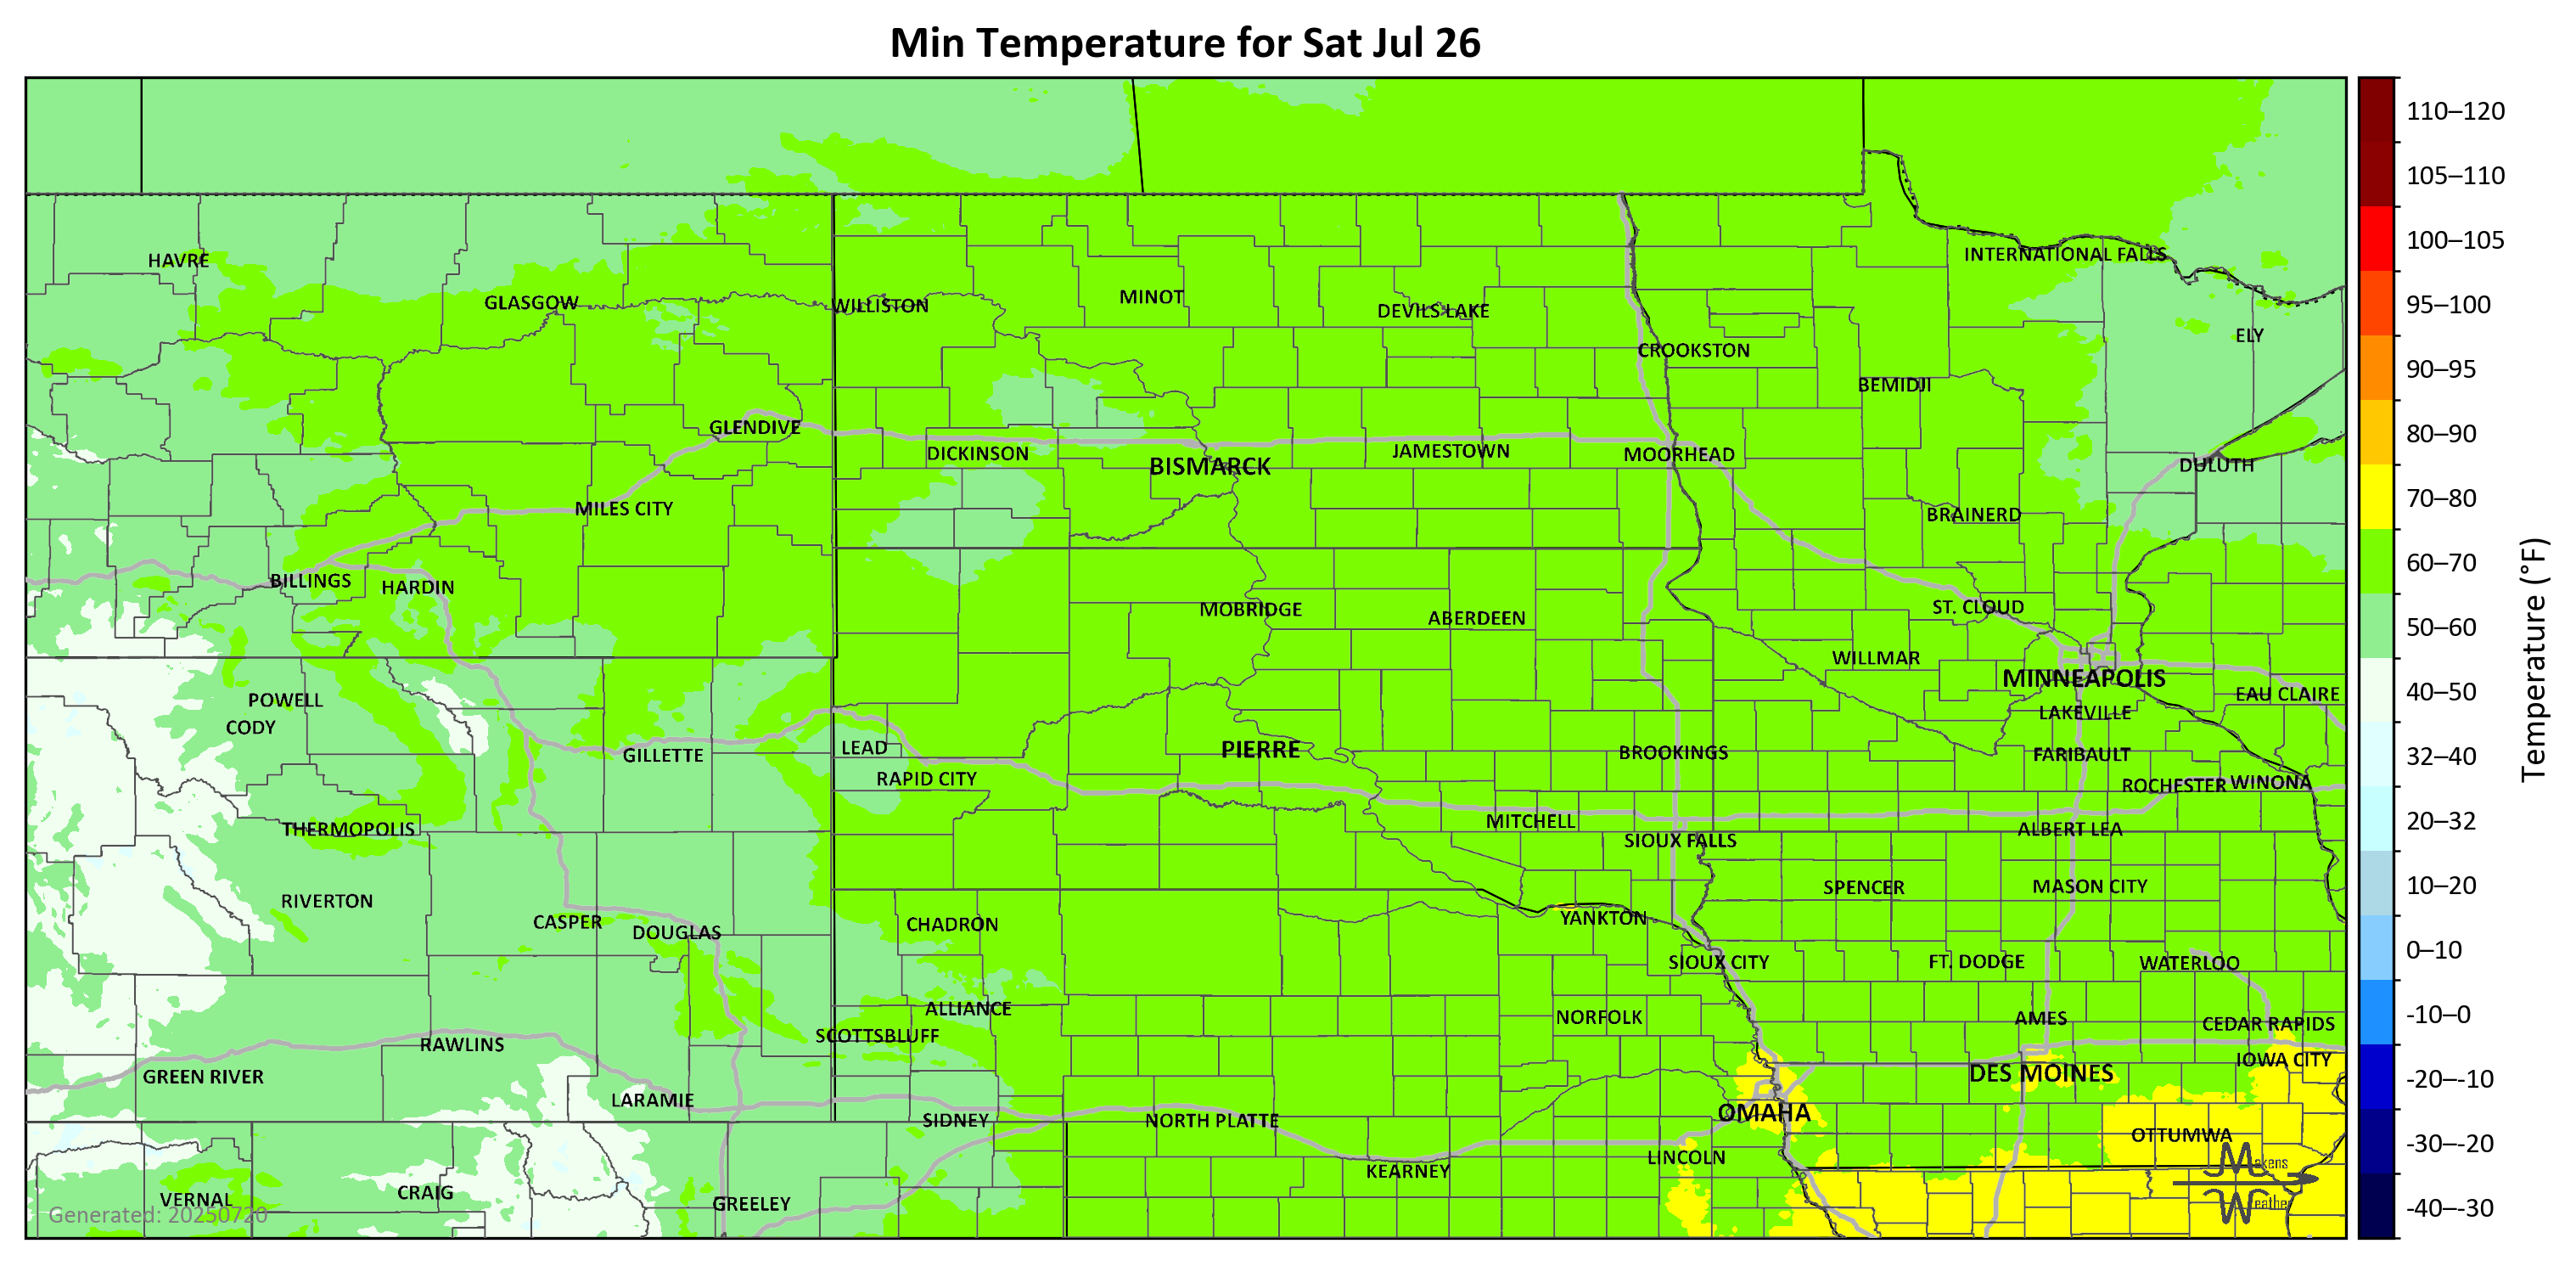 Min Temperature for Sat Jul 26
110–120
105–110
100–105
95–100
90–95
80–90
70–80
60–70
50–60
40–50
32–40
20–32
10–20
0–10
-10–0
-20–-10
-30–-20
-40–-30
Temperature (°F)
HAVRE
GLASGOW
WILLISTON
MINOT
DEVILS LAKE
INTERNATIONAL FALLS
ELY
CROOKSTON
BEMIDJI
GLENDIVE
DICKINSON
BISMARCK
JAMESTOWN
MOORHEAD
DULUTH
MILES CITY
BRAINERD
BILLINGS
HARDIN
MOBRIDGE
ABERDEEN
ST. CLOUD
WILLMAR
MINNEAPOLIS
EAU CLAIRE
POWELL
CODY
LAKEVILLE
GILLETTE
LEAD
PIERRE
BROOKINGS
FARIBAULT
RAPID CITY
ROCHESTER
WINONA
THERMOPOLIS
MITCHELL
SIOUX FALLS
ALBERT LEA
RIVERTON
SPENCER
MASON CITY
CASPER
DOUGLAS
CHADRON
YANKTON
SIOUX CITY
FT. DODGE
WATERLOO
ALLIANCE
NORFOLK
AMES
CEDAR RAPIDS
SCOTTSBLUFF
RAWLINS
IOWA CITY
GREEN RIVER
DES MOINES
LARAMIE
SIDNEY
NORTH PLATTE
OMAHA
OTTUMWA
LINCOLN
KEARNEY
VERNAL
CRAIG
GREELEY
Generated: 20250720
Makens
Weather